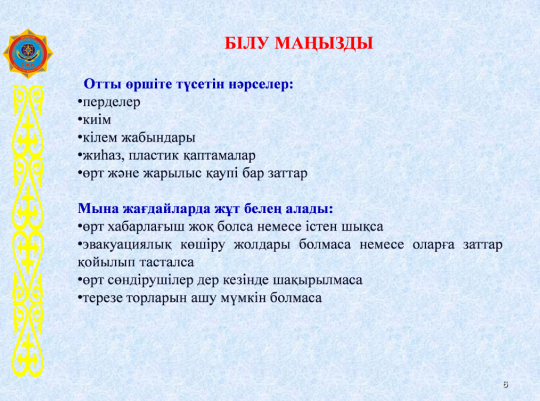 БІЛУ МАҢЫЗДЫ
Отты өршіте түсетін нәрселер:
•перделер
•киім
•кілем жабындары
•жиһаз, пластик қаптамалар
•өрт және жарылыс қаупі бар заттар
Мына жағдайларда жұт белең алады:
•өрт хабарлағыш жоқ болса немесе істен шықса
•эвакуациялық көшіру жолдары болмаса немесе оларға заттар
қойылып тасталса
•өрт сөндірушілер дер кезінде шақырылмаса
•терезе торларын ашу мүмкін болмаса
6